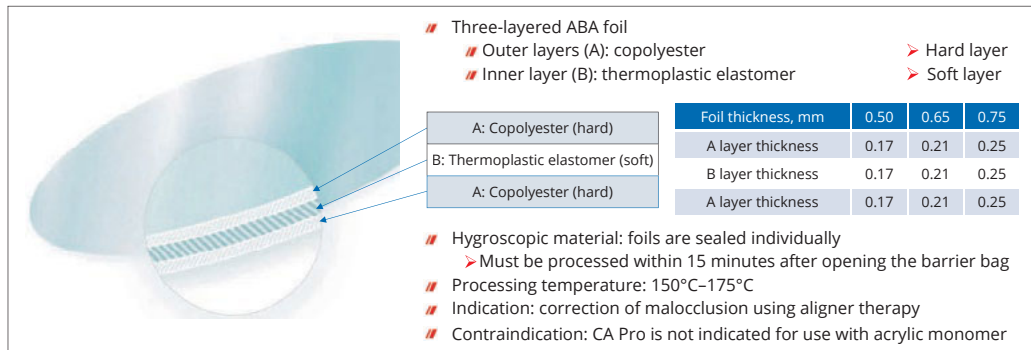 Three-layered ABA foil
Outer layers (A): copolyester
Hard layer
Inner layer (B): thermoplastic elastomer
Soft layer
A: Copolyester (hard)
B: Thermoplastic elastomer (soft)
A: Copolyester (hard)
Foil thickness, mm 0.50 0.65 0.75
A layer thickness 0.17 0.21 0.25
B layer thickness 0.17 0.21 0.25
A layer thickness 0.17 0.21 0.25
Hygroscopic material: foils are sealed individually
Must be processed within 15 minutes after opening the barrier bag
Processing temperature: 150°C–175°C
Indication: correction of malocclusion using aligner therapy
Contraindication: CA Pro is not indicated for use with acrylic monomer